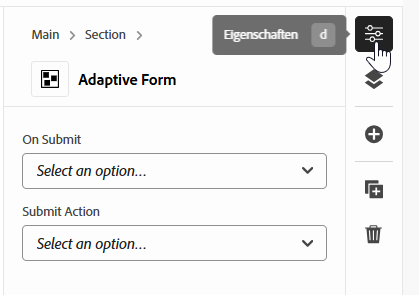 Main > Section >
Eigenschaften d
Adaptive Form
On Submit
Select an option...
Submit Action
Select an option...